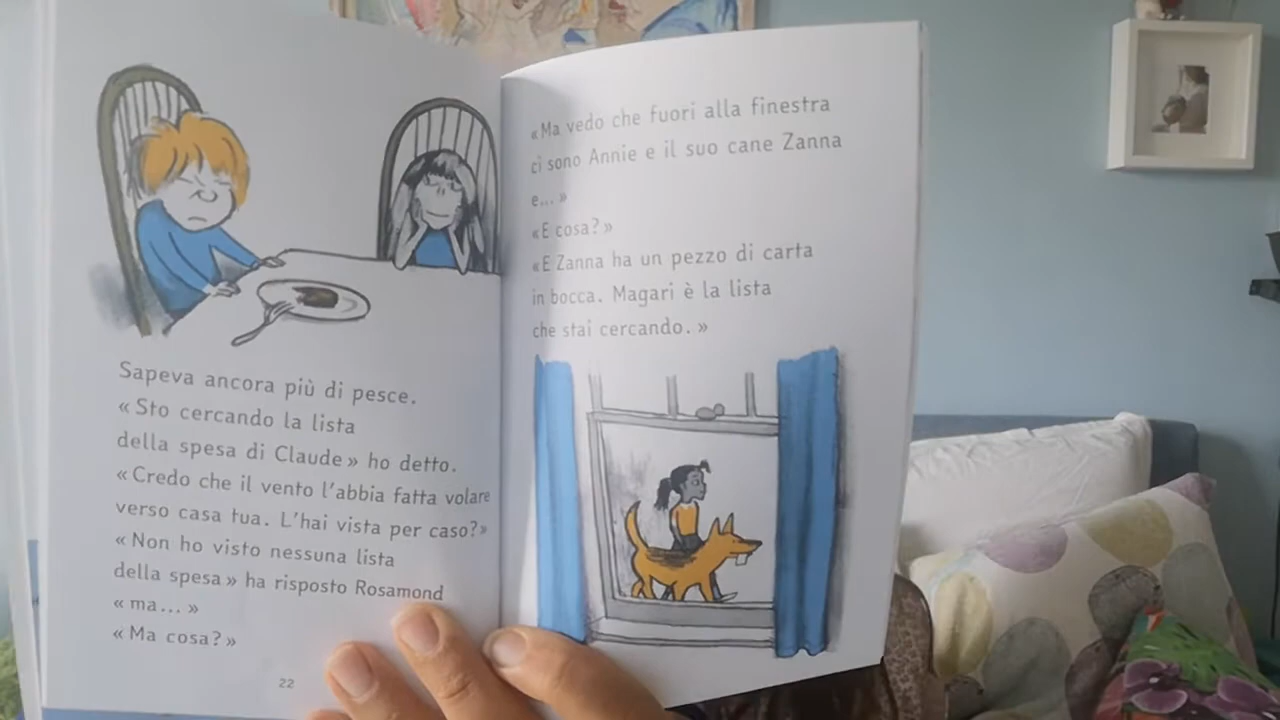 Sapeva ancora più di pesce.
«Sto cercando la lista
della spesa di Claude» ho detto.
«Credo che il vento l'abbia fatta volare
verso casa tua. L'hai vista per caso?»
«Non ho visto nessuna lista
della spesa» ha risposto Rosamond
«ma...»
«Ma cosa?»
22
«Ma vedo che fuori alla finestra
ci sono Annie e il suo cane Zanna
e...»
«E cosa?»
«E Zanna ha un pezzo di carta
in bocca. Magari è la lista
che stai cercando.»